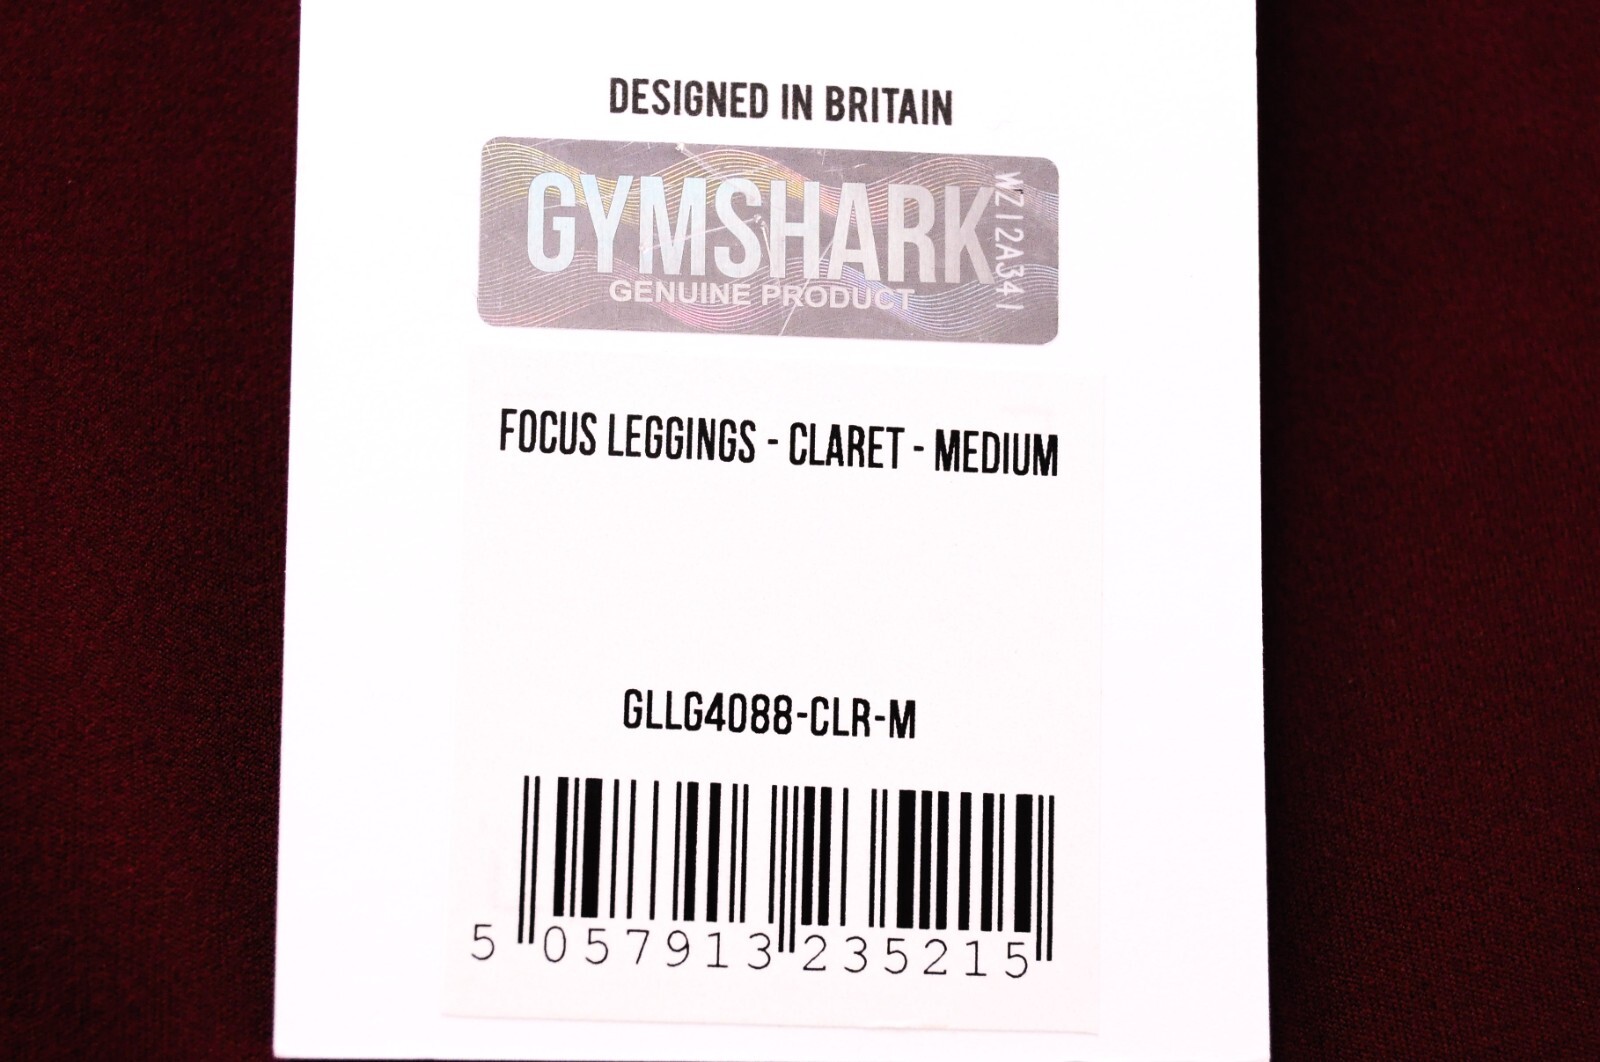 DESIGNED IN BRITAIN
GYMSHARK
GENUINE PRODUCT
WZ12A341
FOCUS LEGGINGS - CLARET - MEDIUM
GLLG4088-CLR-M
5 057913 235215